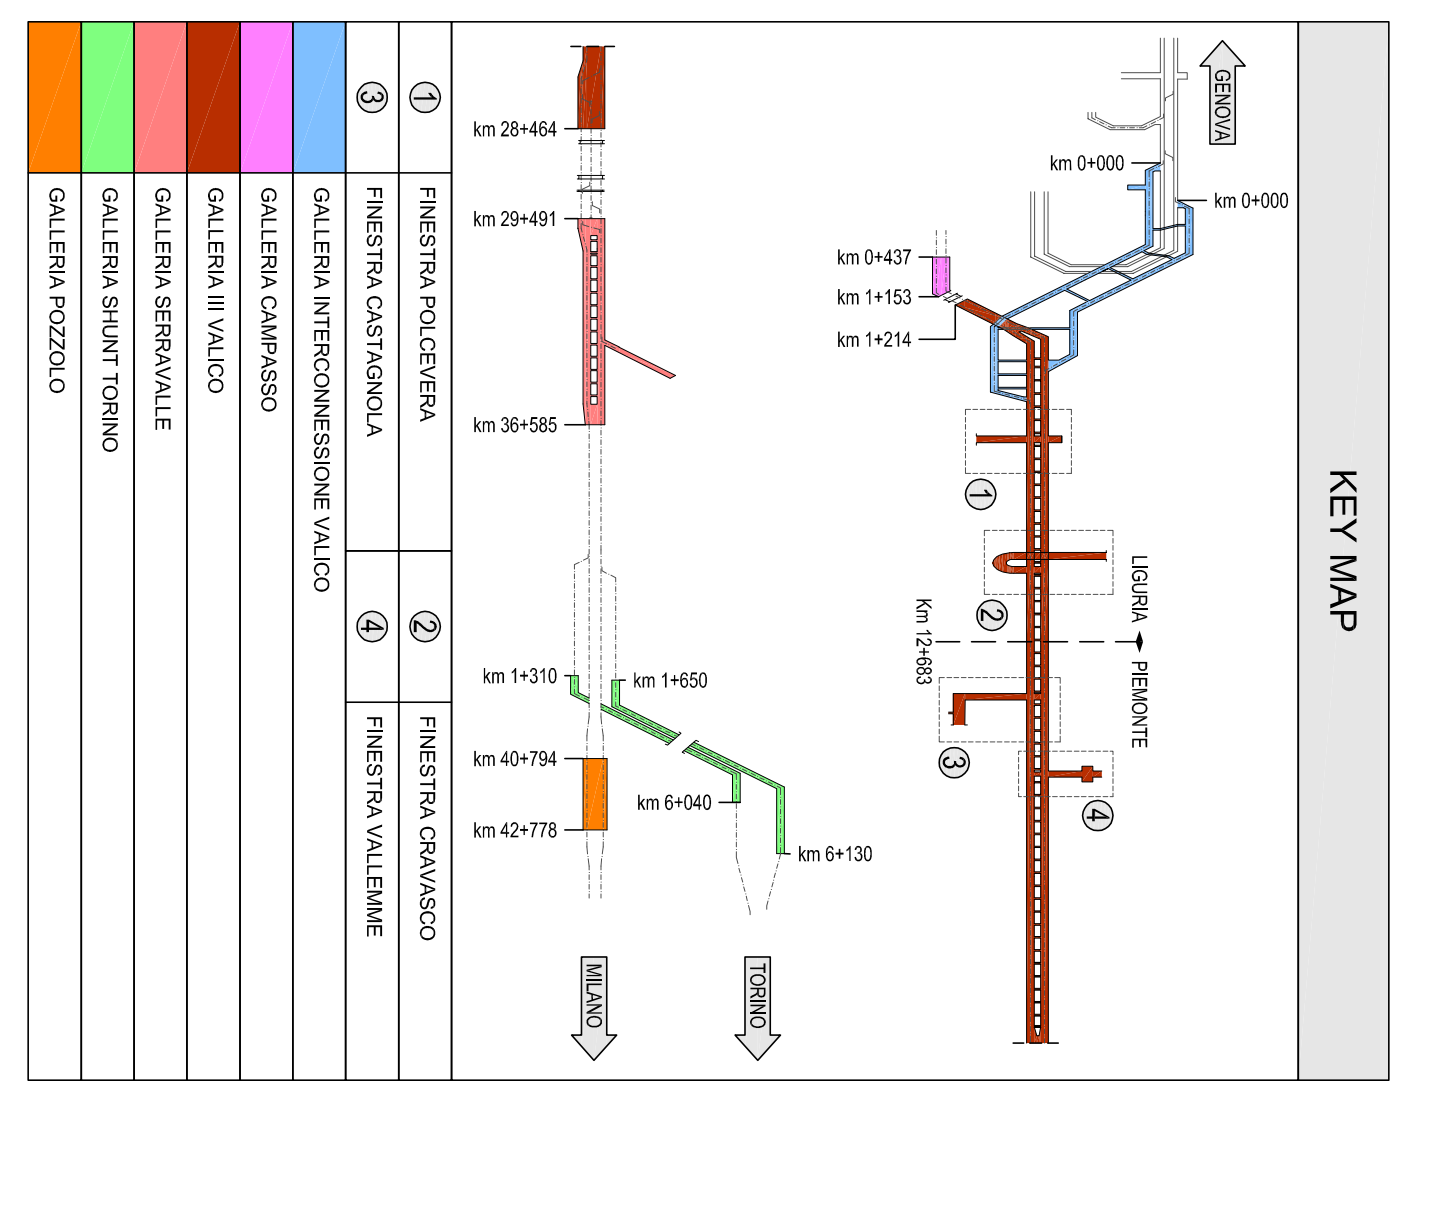 KEY MAP
GENOVA
km 0+000
km 0+000
km 0+437
km 1+153
km 1+214
1
LIGURIA
PIEMONTE
2
Km 12+683
3
4
km 28+464
km 29+491
km 36+585
km 1+310
km 1+650
km 40+794
km 6+040
km 42+778
km 6+130
MILANO
TORINO
1
FINESTRA POLCEVERA
2
FINESTRA CRAVASCO
3
FINESTRA CASTAGNOLA
4
FINESTRA VALLEMME
GALLERIA INTERCONNESSIONE VALICO
GALLERIA CAMPASSO
GALLERIA III VALICO
GALLERIA SERRAVALLE
GALLERIA SHUNT TORINO
GALLERIA POZZOLO